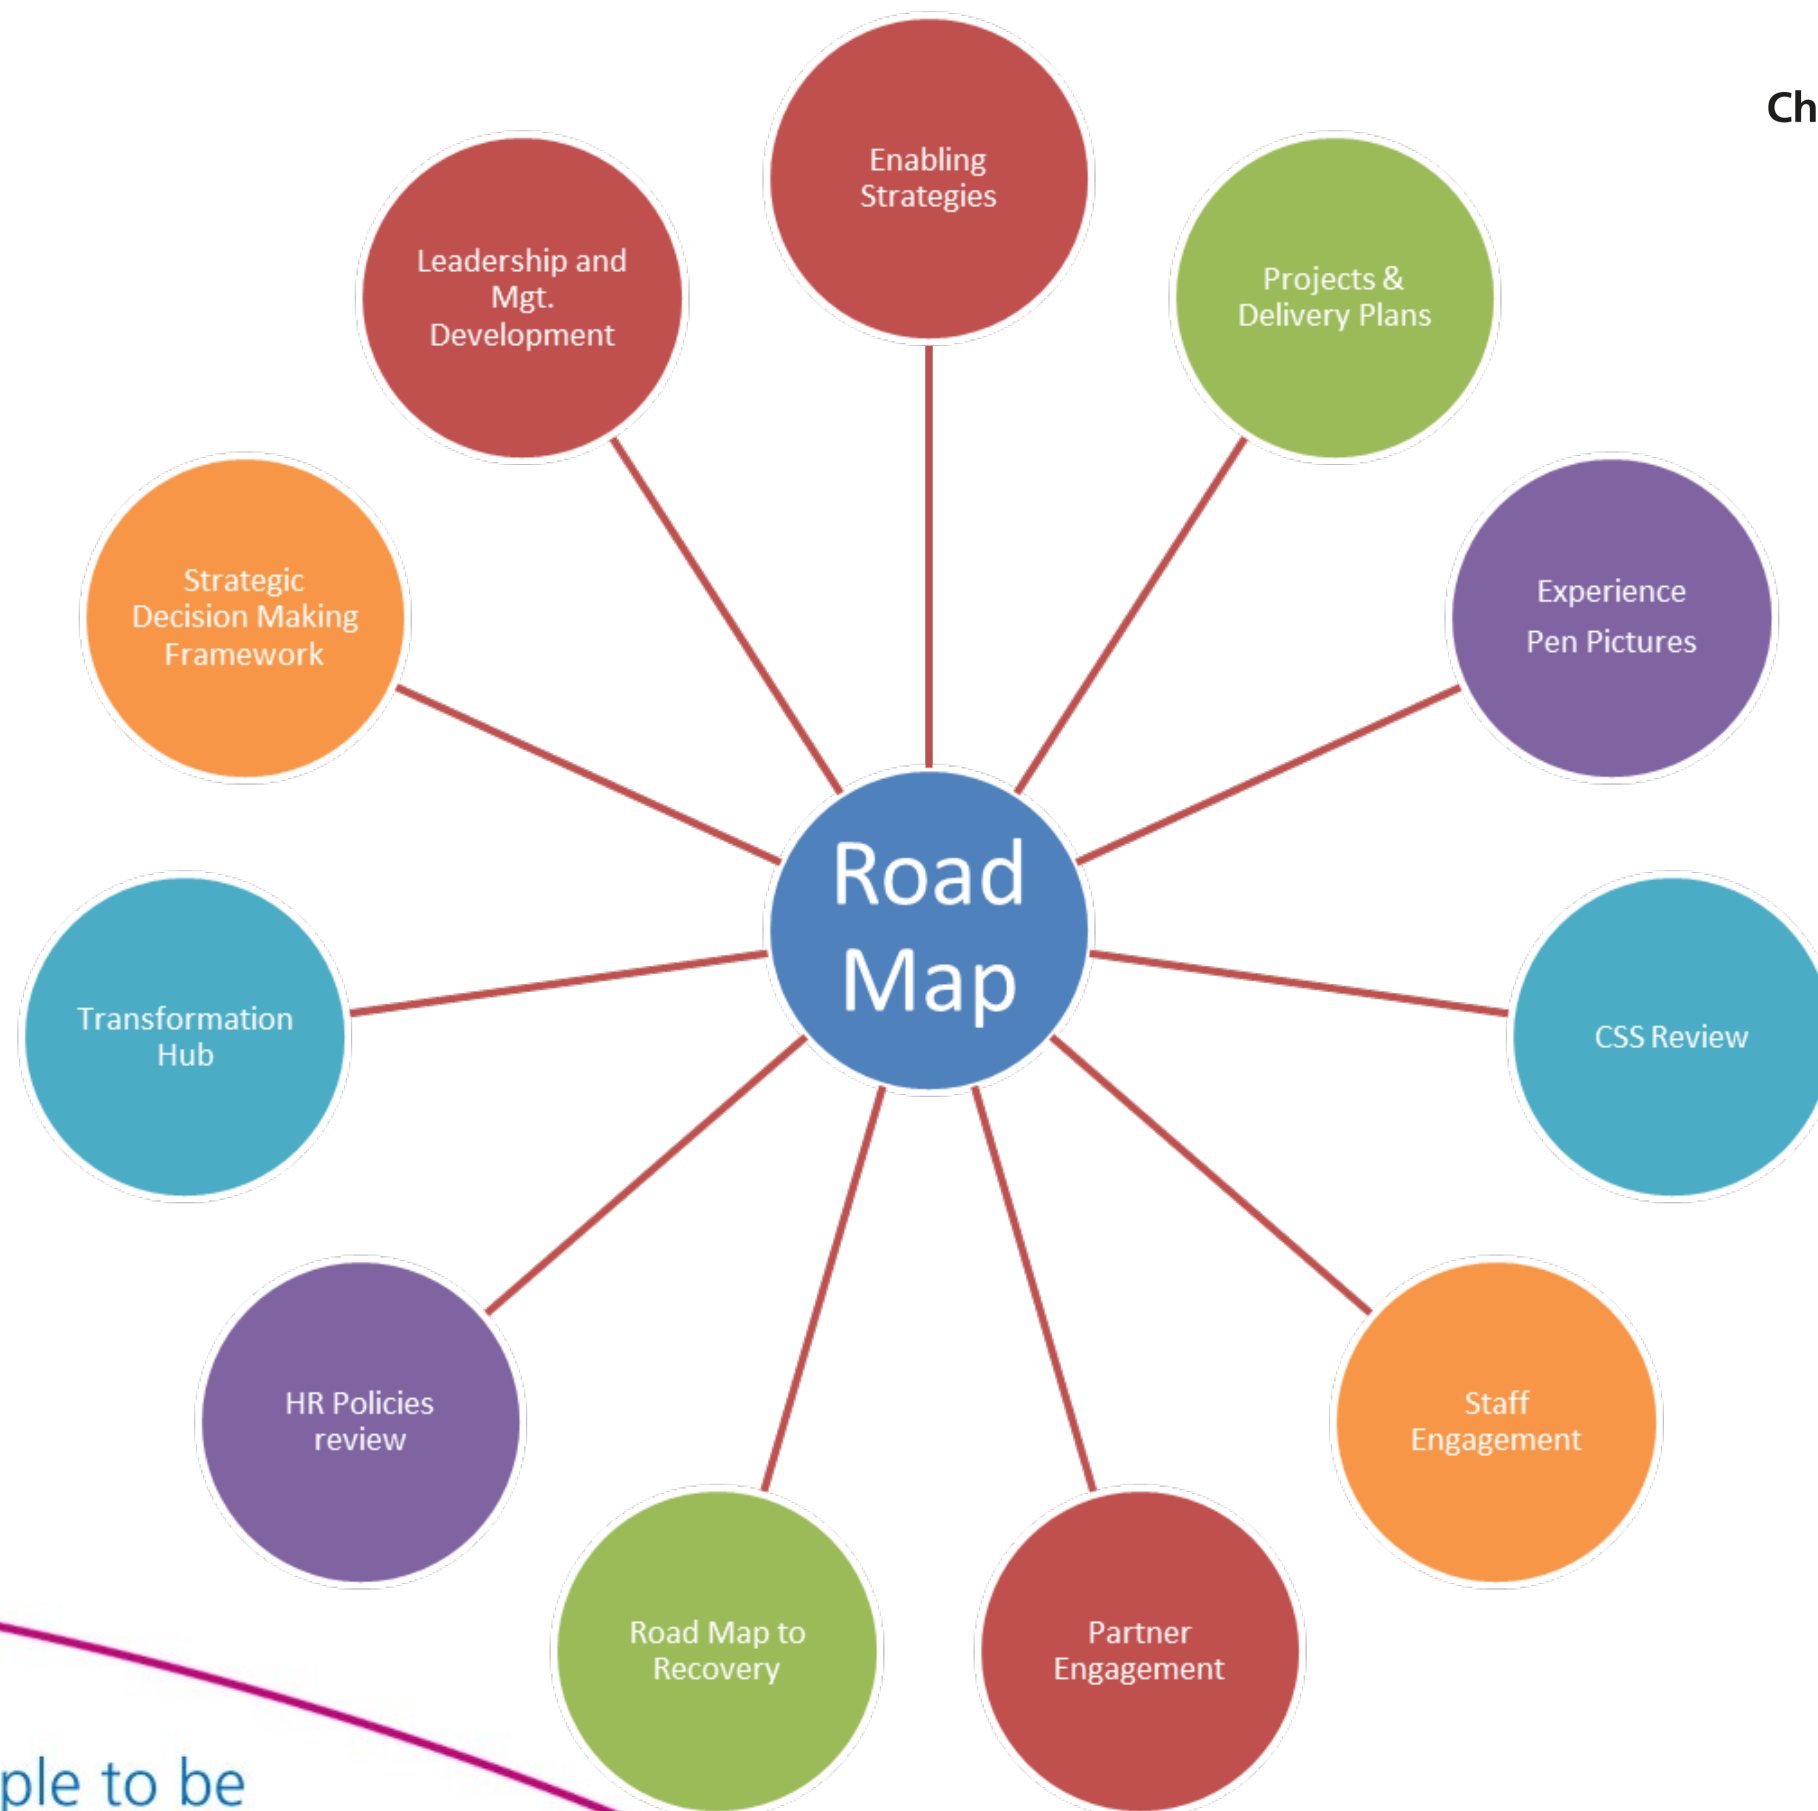 Ch
Enabling
Strategies
Projects &
Delivery Plans
Experience
Pen Pictures
CSS Review
Staff
Engagement
Partner
Engagement
Road Map to
Recovery
HR Policies
review
Transformation
Hub
Strategic
Decision Making
Framework
Leadership and
Mgt.
Development
Road
Map
ple to be